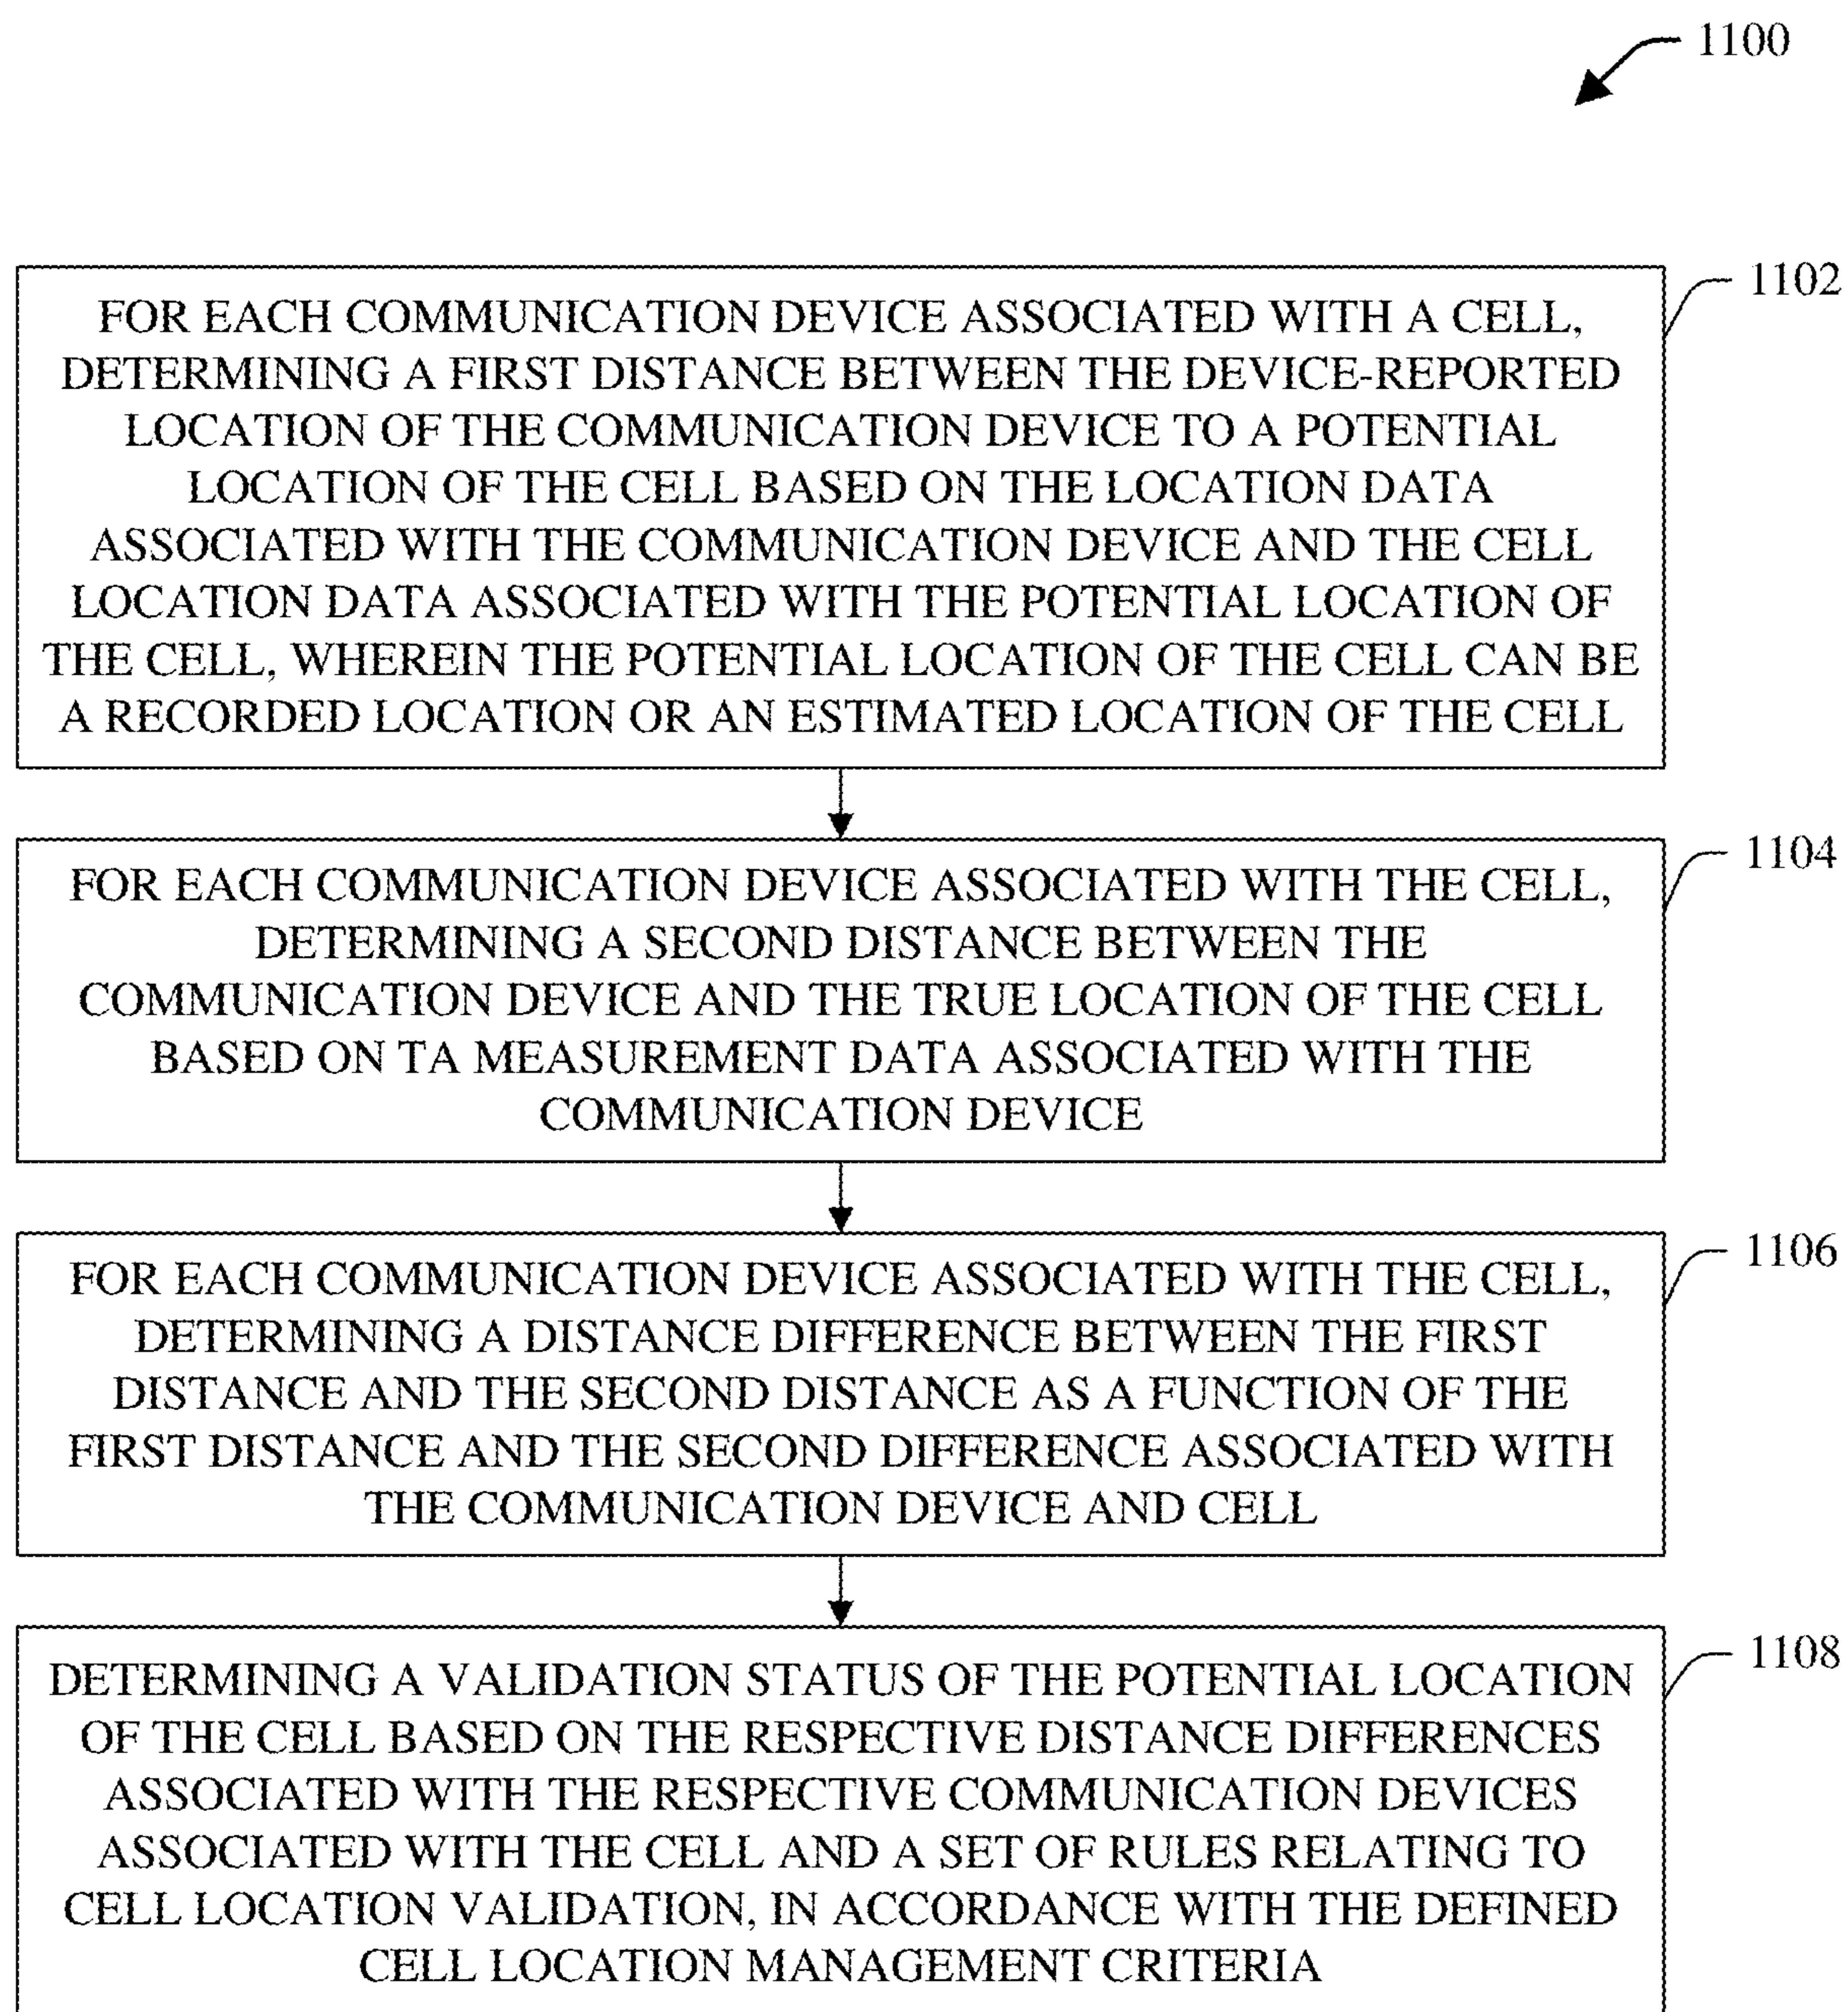 1100
1102
FOR EACH COMMUNICATION DEVICE ASSOCIATED WITH A CELL,
DETERMINING A FIRST DISTANCE BETWEEN THE DEVICE-REPORTED
LOCATION OF THE COMMUNICATION DEVICE TO A POTENTIAL
LOCATION OF THE CELL BASED ON THE LOCATION DATA
ASSOCIATED WITH THE COMMUNICATION DEVICE AND THE CELL
LOCATION DATA ASSOCIATED WITH THE POTENTIAL LOCATION OF
THE CELL, WHEREIN THE POTENTIAL LOCATION OF THE CELL CAN BE
A RECORDED LOCATION OR AN ESTIMATED LOCATION OF THE CELL
1104
FOR EACH COMMUNICATION DEVICE ASSOCIATED WITH THE CELL,
DETERMINING A SECOND DISTANCE BETWEEN THE
COMMUNICATION DEVICE AND THE TRUE LOCATION OF THE CELL
BASED ON TA MEASUREMENT DATA ASSOCIATED WITH THE
COMMUNICATION DEVICE
1106
FOR EACH COMMUNICATION DEVICE ASSOCIATED WITH THE CELL,
DETERMINING A DISTANCE DIFFERENCE BETWEEN THE FIRST
DISTANCE AND THE SECOND DISTANCE AS A FUNCTION OF THE
FIRST DISTANCE AND THE SECOND DIFFERENCE ASSOCIATED WITH
THE COMMUNICATION DEVICE AND CELL
1108
DETERMINING A VALIDATION STATUS OF THE POTENTIAL LOCATION
OF THE CELL BASED ON THE RESPECTIVE DISTANCE DIFFERENCES
ASSOCIATED WITH THE RESPECTIVE COMMUNICATION DEVICES
ASSOCIATED WITH THE CELL AND A SET OF RULES RELATING TO
CELL LOCATION VALIDATION, IN ACCORDANCE WITH THE DEFINED
CELL LOCATION MANAGEMENT CRITERIA